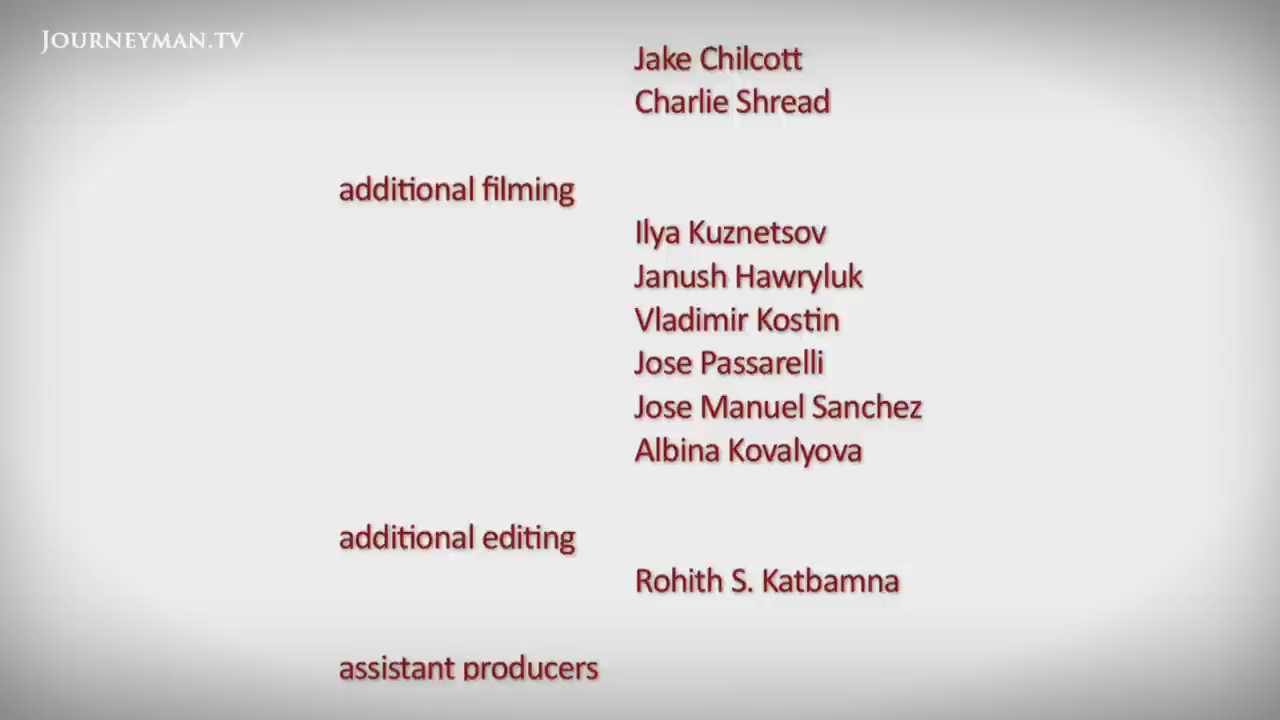 JOURNEYMAN.TV
Jake Chilcott
Charlie Shread
additional filming
Ilya Kuznetsov
Janush Hawryluk
Vladimir Kostin
Jose Passarelli
Jose Manuel Sanchez
Albina Kovalyova
additional editing
Rohith S. Katbamna
assistant producers